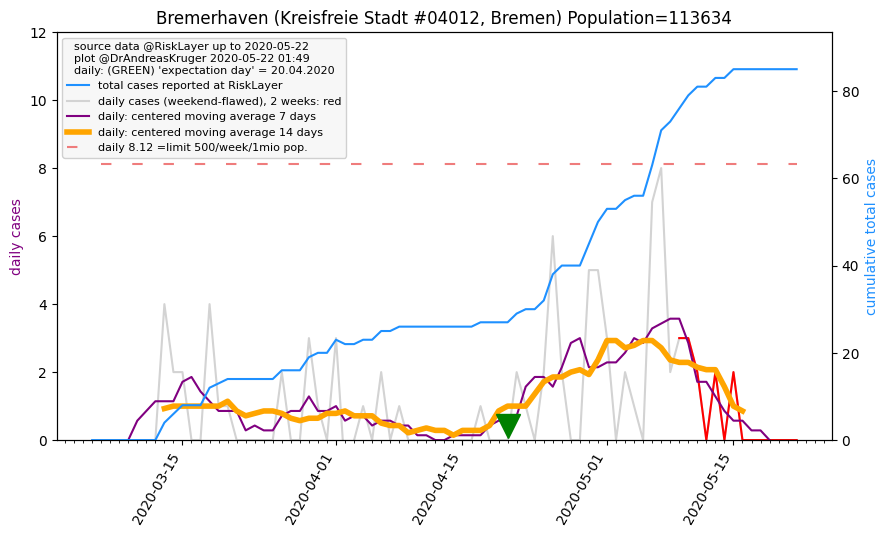 Bremerhaven (Kreisfreie Stadt #04012, Bremen) Population=113634
source data @RiskLayer up to 2020-05-22
plot @DrAndreasKruger 2020-05-22 01:49
daily: (GREEN) 'expectation day' = 20.04.2020
total cases reported at RiskLayer
daily cases (weekend-flawed), 2 weeks: red
daily: centered moving average 7 days
daily: centered moving average 14 days
daily 8.12 =limit 500/week/1mio pop.
daily cases
12
10
8
6
4
2
0
cumulative total cases
80
60
40
20
0
2020-03-15
2020-04-01
2020-04-15
2020-05-01
2020-05-15